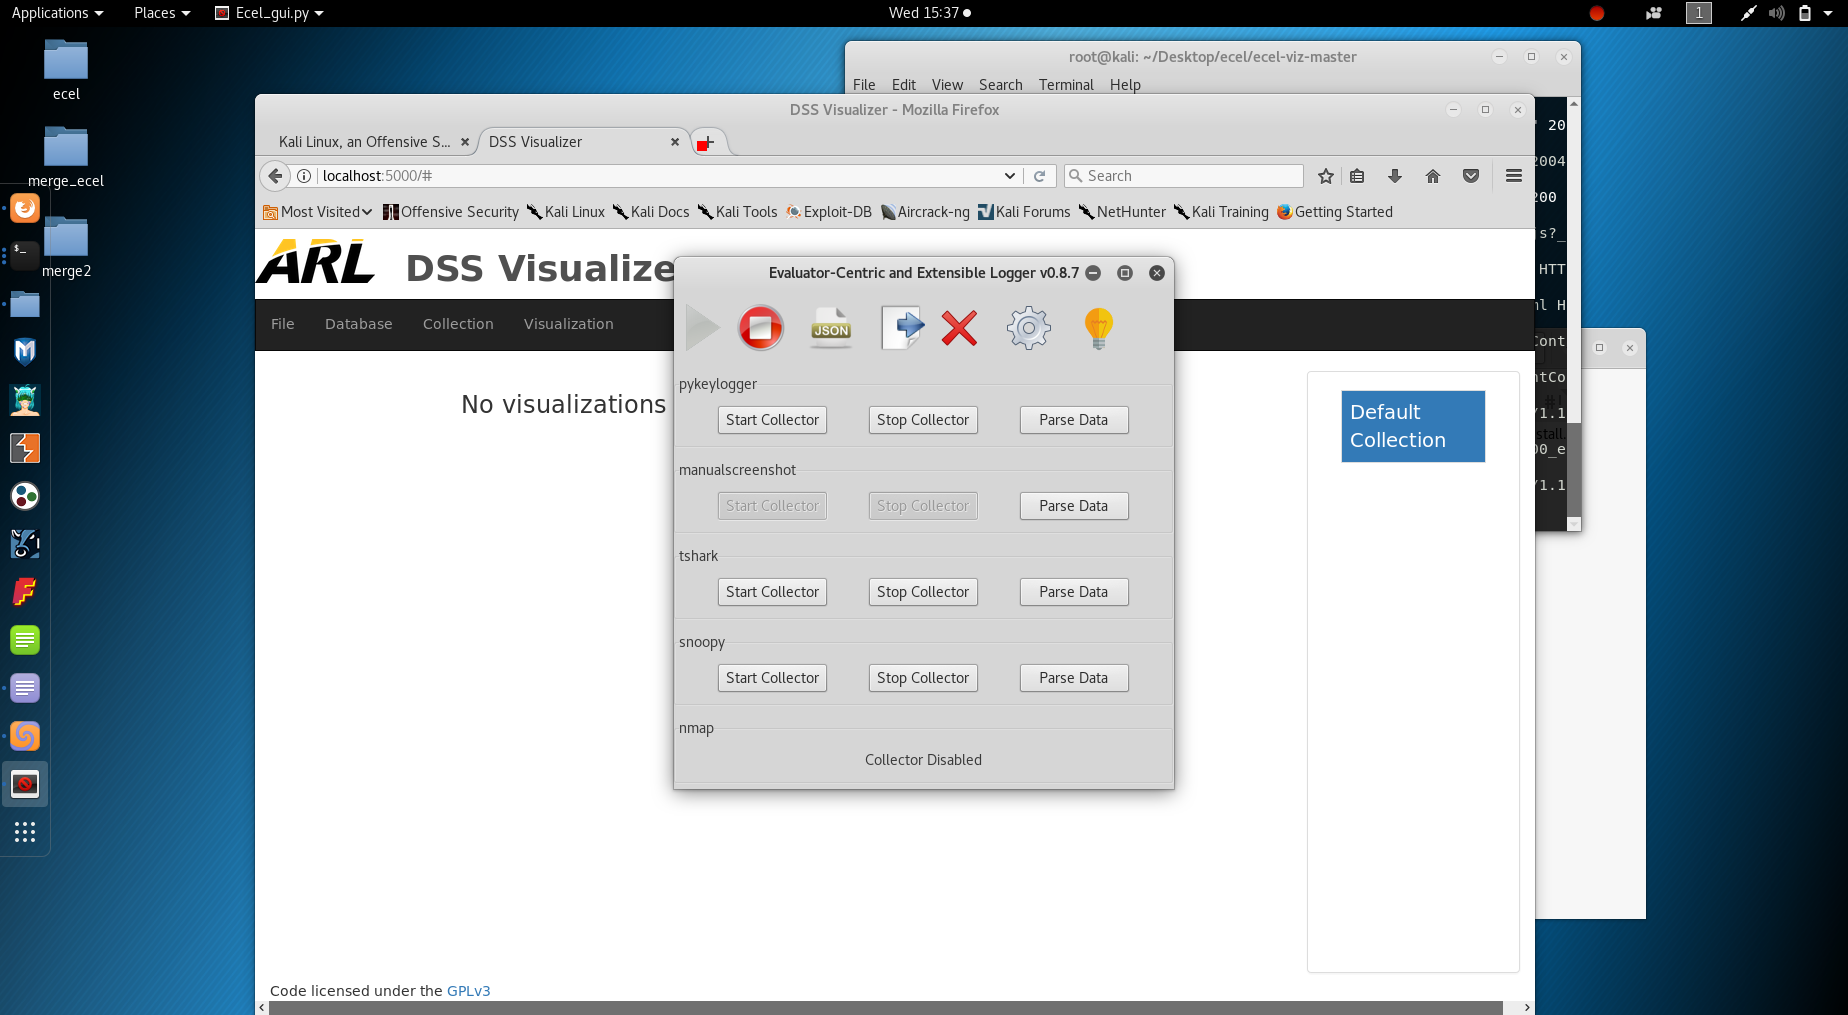 Applications Places Ecel_gui.py Wed 15:37 1
ecel
merge_ecel
merge2
root@kali: ~/Desktop/ecel/ecel-viz-master
File Edit View Search Terminal Help
DSS Visualizer - Mozilla Firefox
Kali Linux, an Offensive S... DSS Visualizer
localhost:5000/# Search
Most Visited Offensive Security Kali Linux Kali Docs Kali Tools Exploit-DB Aircrack-ng Kali Forums NetHunter Kali Training Getting Started
ARL DSS Visualize
File Database Collection Visualization
No visualizations
Default
Collection
Code licensed under the GPLv3
Evaluator-Centric and Extensible Logger v0.8.7
JSON
pykeylogger
Start Collector Stop Collector Parse Data
manualscreenshot
Start Collector Stop Collector Parse Data
tshark
Start Collector Stop Collector Parse Data
snoopy
Start Collector Stop Collector Parse Data
nmap
Collector Disabled
20
2004
200
js?_
HTT
ml H
Cont
ntCo
/1.1
stall.
00_e
/1.1